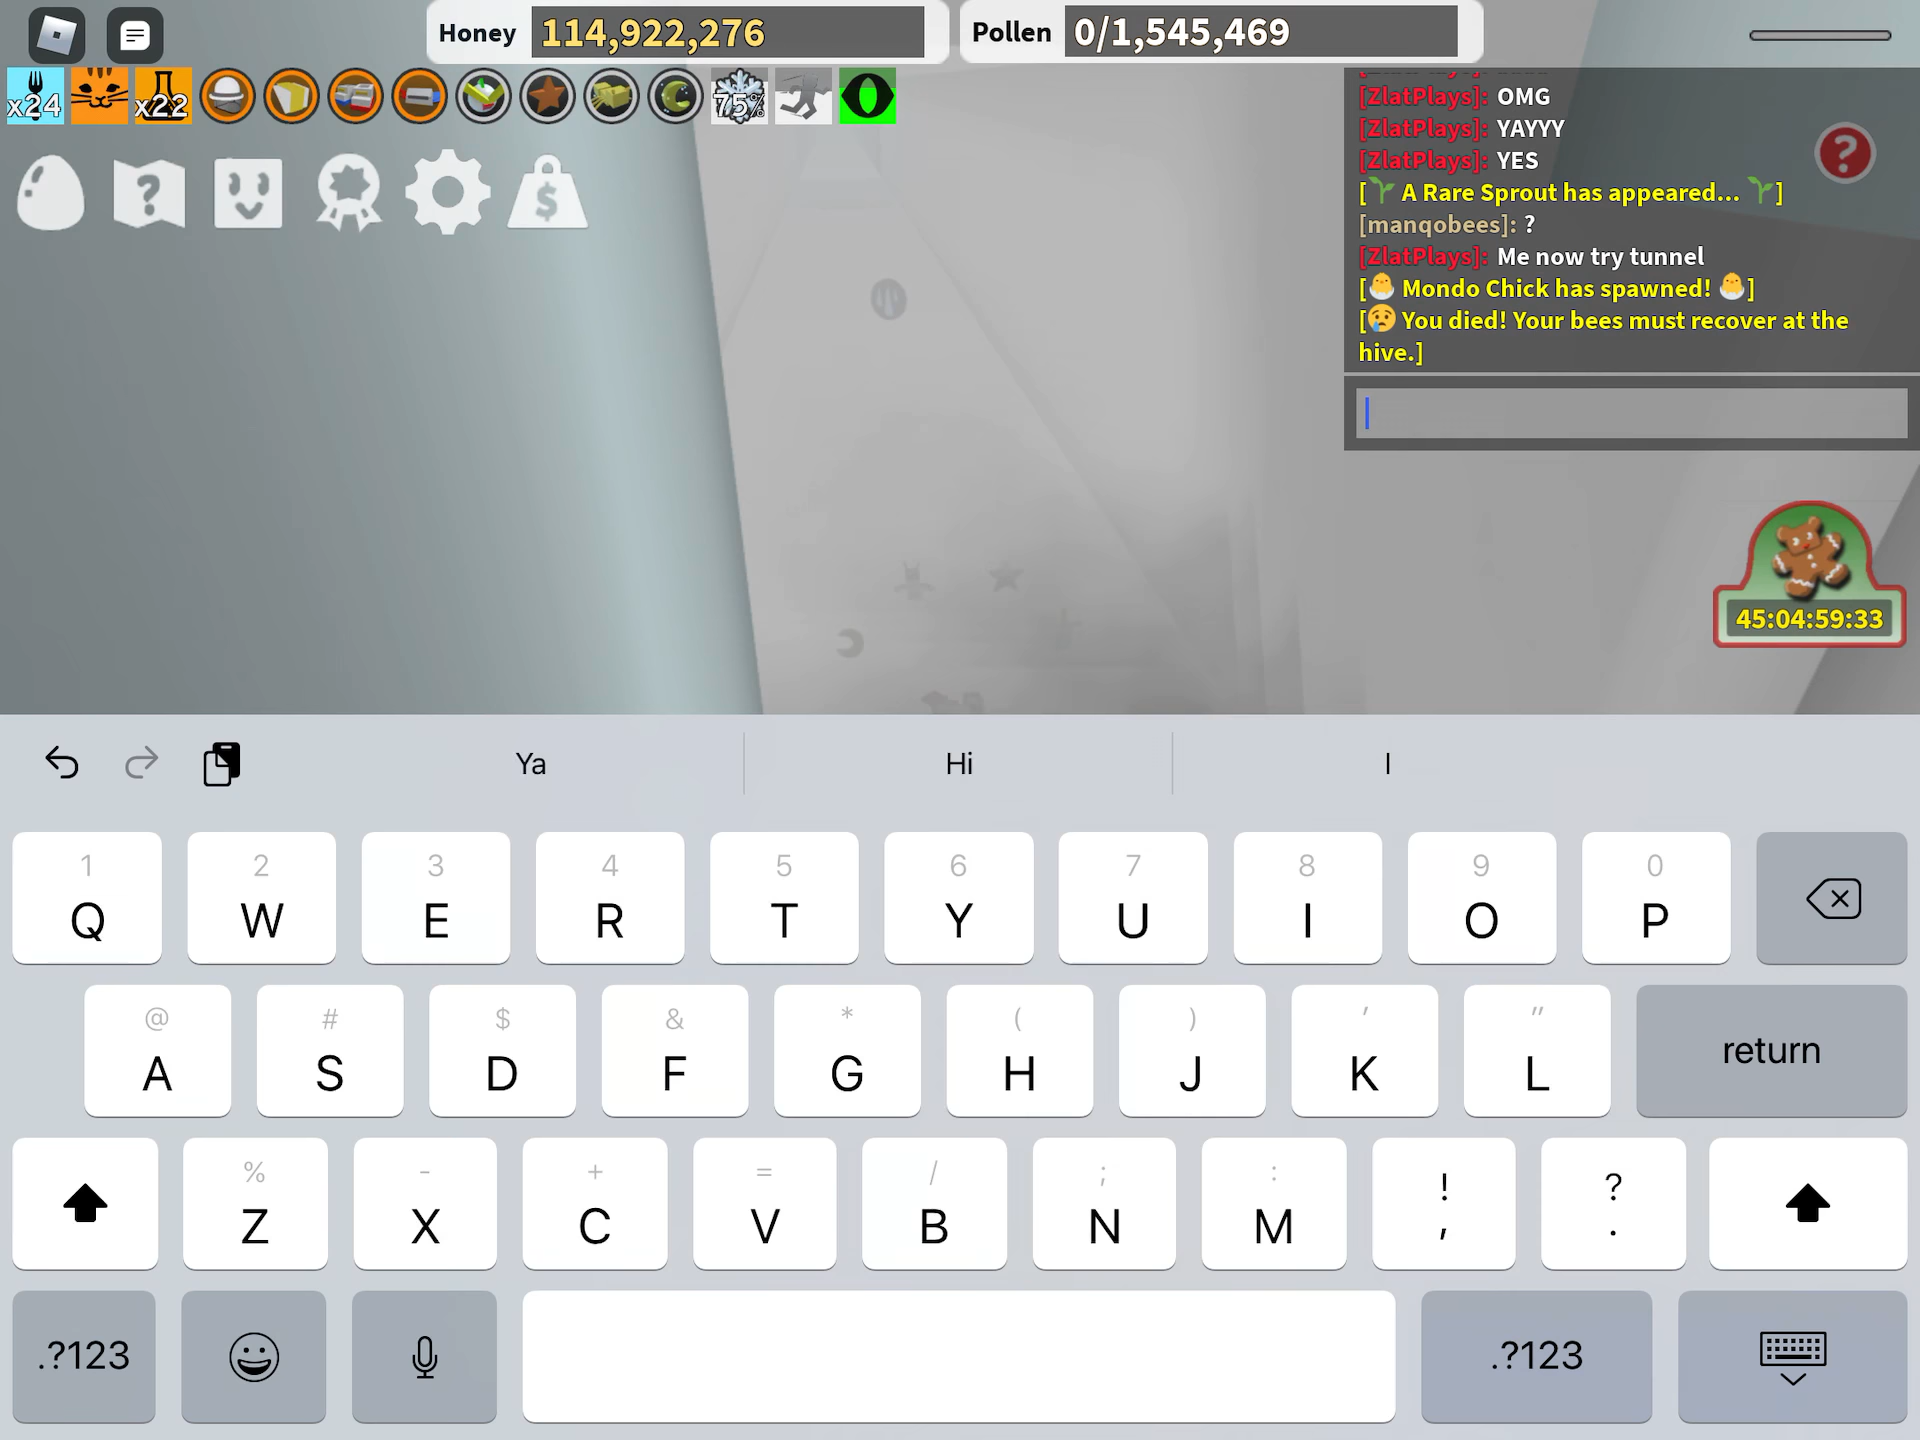 Honey 114,922,276 Pollen 0/1,545,469
x24 x22 75%
[ZlatPlays]: OMG
[ZlatPlays]: YAYYY
[ZlatPlays]: YES
[🌱 A Rare Sprout has appeared... 🌱]
[manqobees]: ?
[ZlatPlays]: Me now try tunnel
[🐣 Mondo Chick has spawned! 🐣]
[😢 You died! Your bees must recover at the
hive.]
45:04:59:33
Ya Hi I
1 2 3 4 5 6 7 8 9 0
Q W E R T Y U I O P
@ # $ & * ( ) ' "
A S D F G H J K L return
% - + = / ; : ! ?
Z X C V B N M , .
.?123 .?123